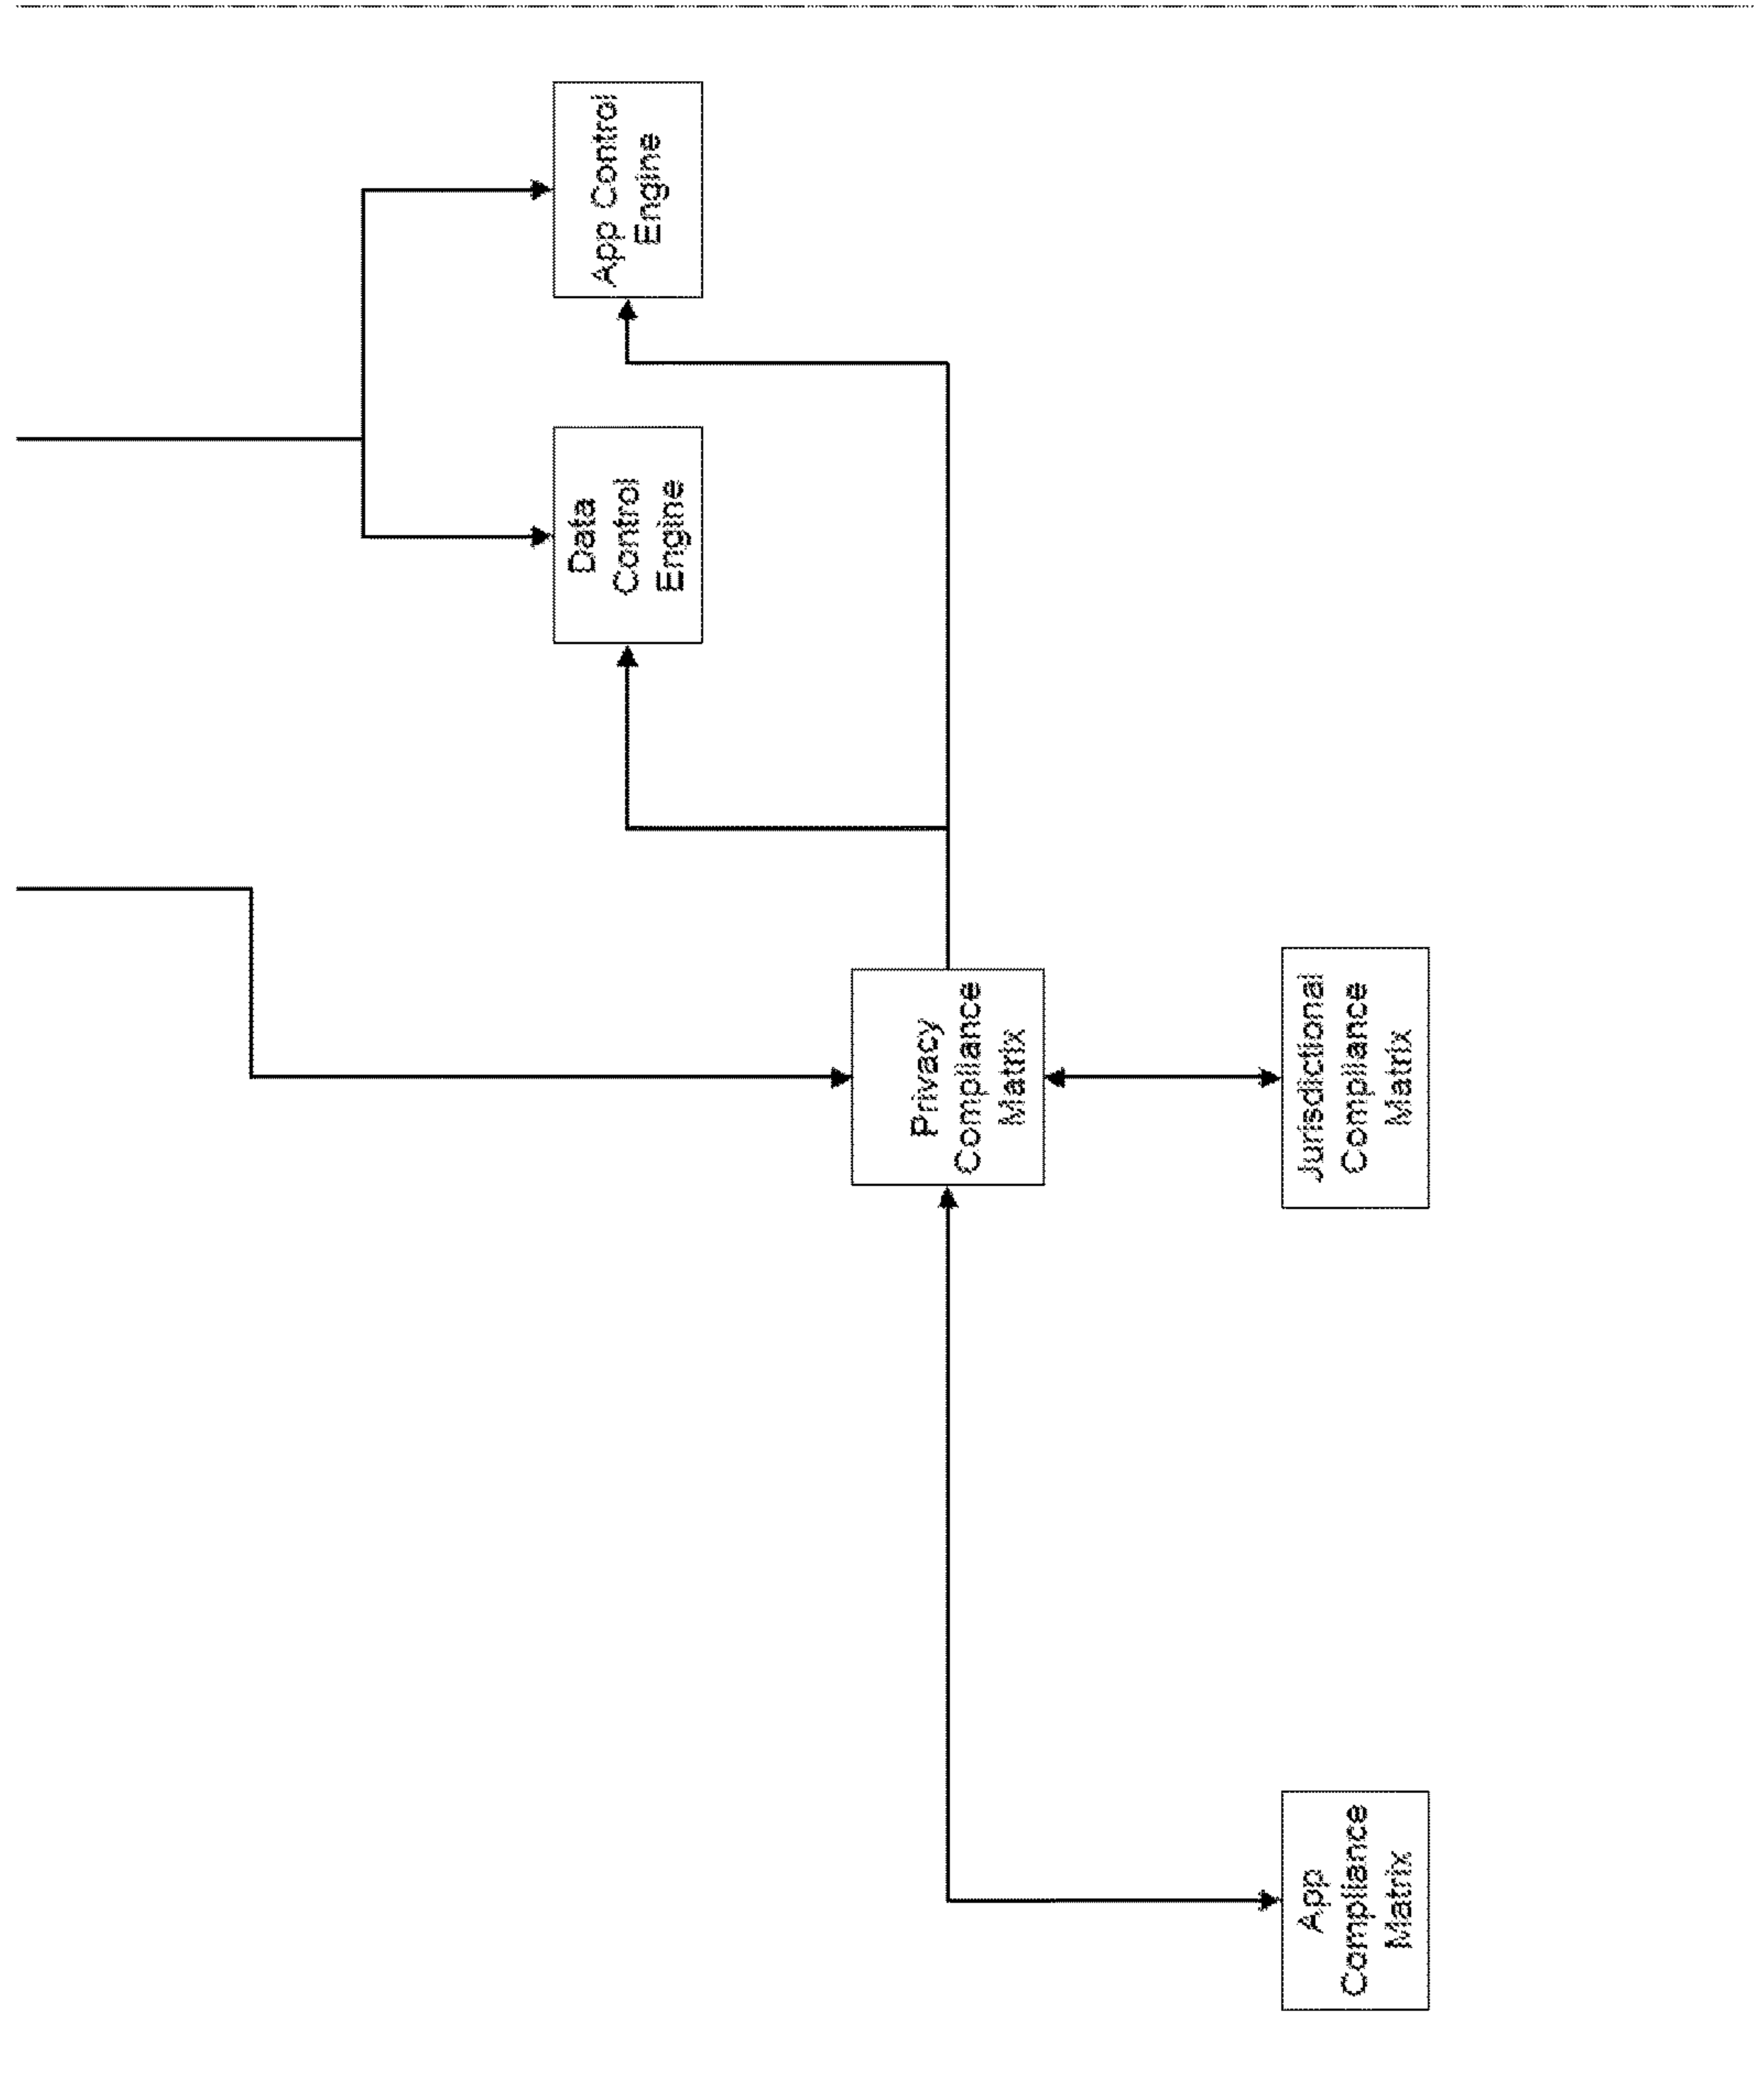 App Control
Engine
Data
Control
Engine
Privacy
Compliance
Matrix
Jurisdictional
Compliance
Matrix
App
Compliance
Matrix